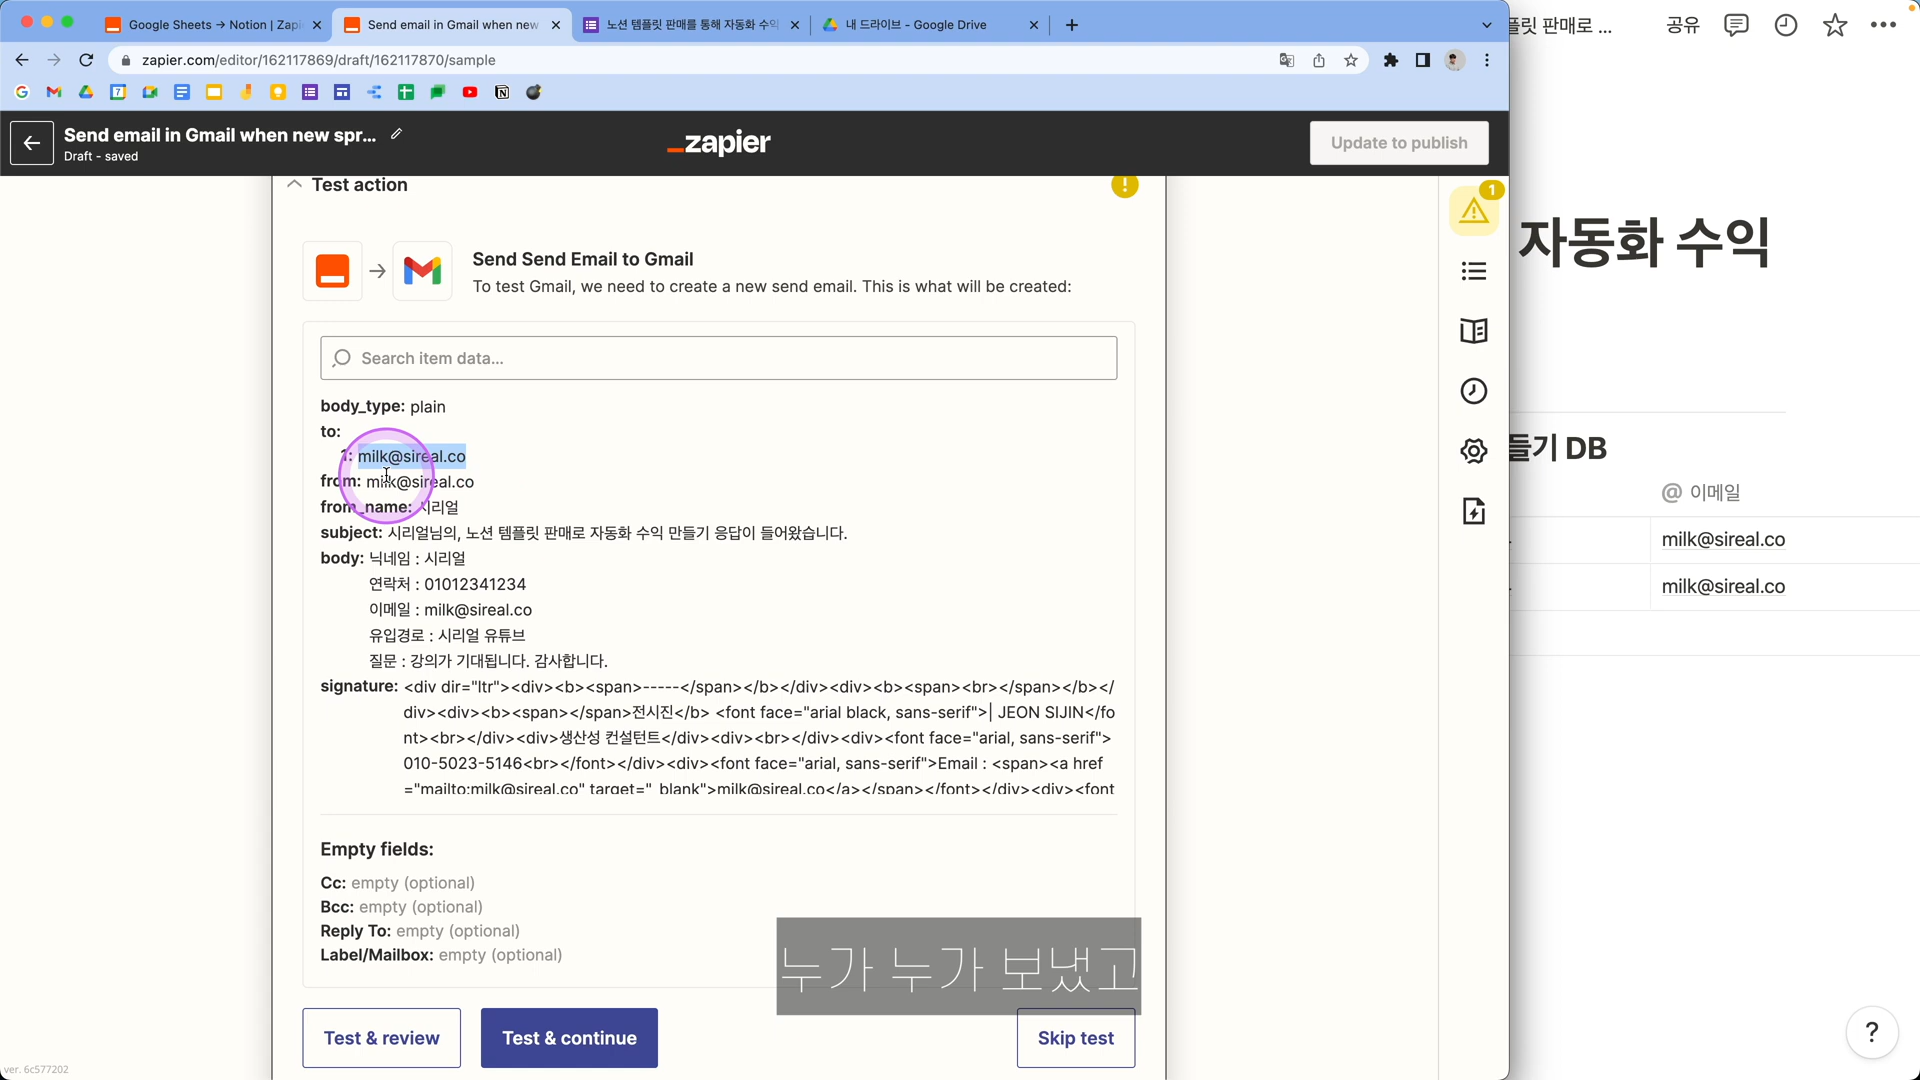 Google Sheets → Notion | Zapi
Send email in Gmail when new
노션 템플릿 판매를 통해 자동화 수익
내 드라이브 - Google Drive
플릿 판매로 ...
공유
zapier.com/editor/162117869/draft/162117870/sample
Send email in Gmail when new spr...
Draft - saved
zapier
Update to publish
Test action
!
1
Send Send Email to Gmail
To test Gmail, we need to create a new send email. This is what will be created:
자동화 수익
Search item data...
body_type: plain
to:
1: milk@sireal.co
from: milk@sireal.co
from_name: 시리얼
subject: 시리얼님의, 노션 템플릿 판매로 자동화 수익 만들기 응답이 들어왔습니다.
body: 닉네임 : 시리얼
연락처 : 01012341234
이메일 : milk@sireal.co
유입경로 : 시리얼 유튜브
질문 : 강의가 기대됩니다. 감사합니다.
signature: <div dir="ltr"><div><b><span>-----</span></b></div><div><b><span><br></span></b></
div><div><b><span></span>전시진</b> <font face="arial black, sans-serif">| JEON SIJIN</fo
nt><br></div><div>생산성 컨설턴트</div><div><br></div><div><font face="arial, sans-serif">
010-5023-5146<br></font></div><div><font face="arial, sans-serif">Email : <span><a href
="mailto:milk@sireal.co" target="_blank">milk@sireal.co</a></span></font></div><div><font
들기 DB
@ 이메일
milk@sireal.co
milk@sireal.co
Empty fields:
Cc: empty (optional)
Bcc: empty (optional)
Reply To: empty (optional)
Label/Mailbox: empty (optional)
누가 누가 보냈고
Test & review
Test & continue
Skip test
?
ver. 6c577202